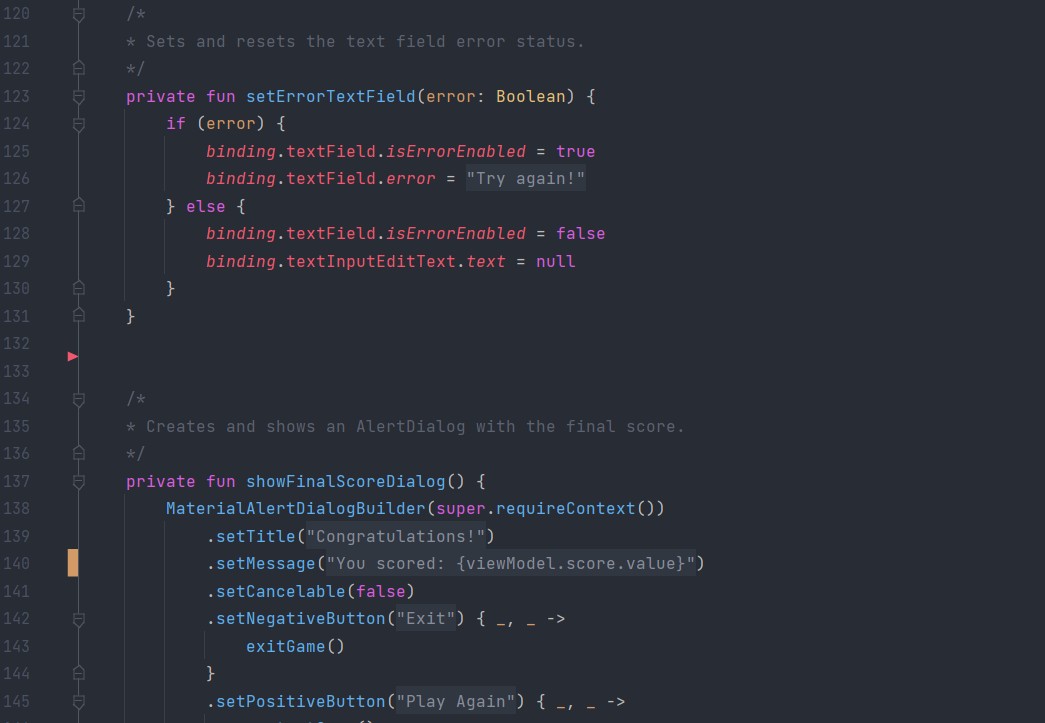 120 /*
121 * Sets and resets the text field error status.
122 */
123 private fun setErrorTextField(error: Boolean) {
124 if (error) {
125 binding.textField.isErrorEnabled = true
126 binding.textField.error = "Try again!"
127 } else {
128 binding.textField.isErrorEnabled = false
129 binding.textInputEditText.text = null
130 }
131 }
132
133
134 /*
135 * Creates and shows an AlertDialog with the final score.
136 */
137 private fun showFinalScoreDialog() {
138 MaterialAlertDialogBuilder(super.requireContext())
139 .setTitle("Congratulations!")
140 .setMessage("You scored: {viewModel.score.value}")
141 .setCancelable(false)
142 .setNegativeButton("Exit") { _, _ ->
143 exitGame()
144 }
145 .setPositiveButton("Play Again") { _, _ ->